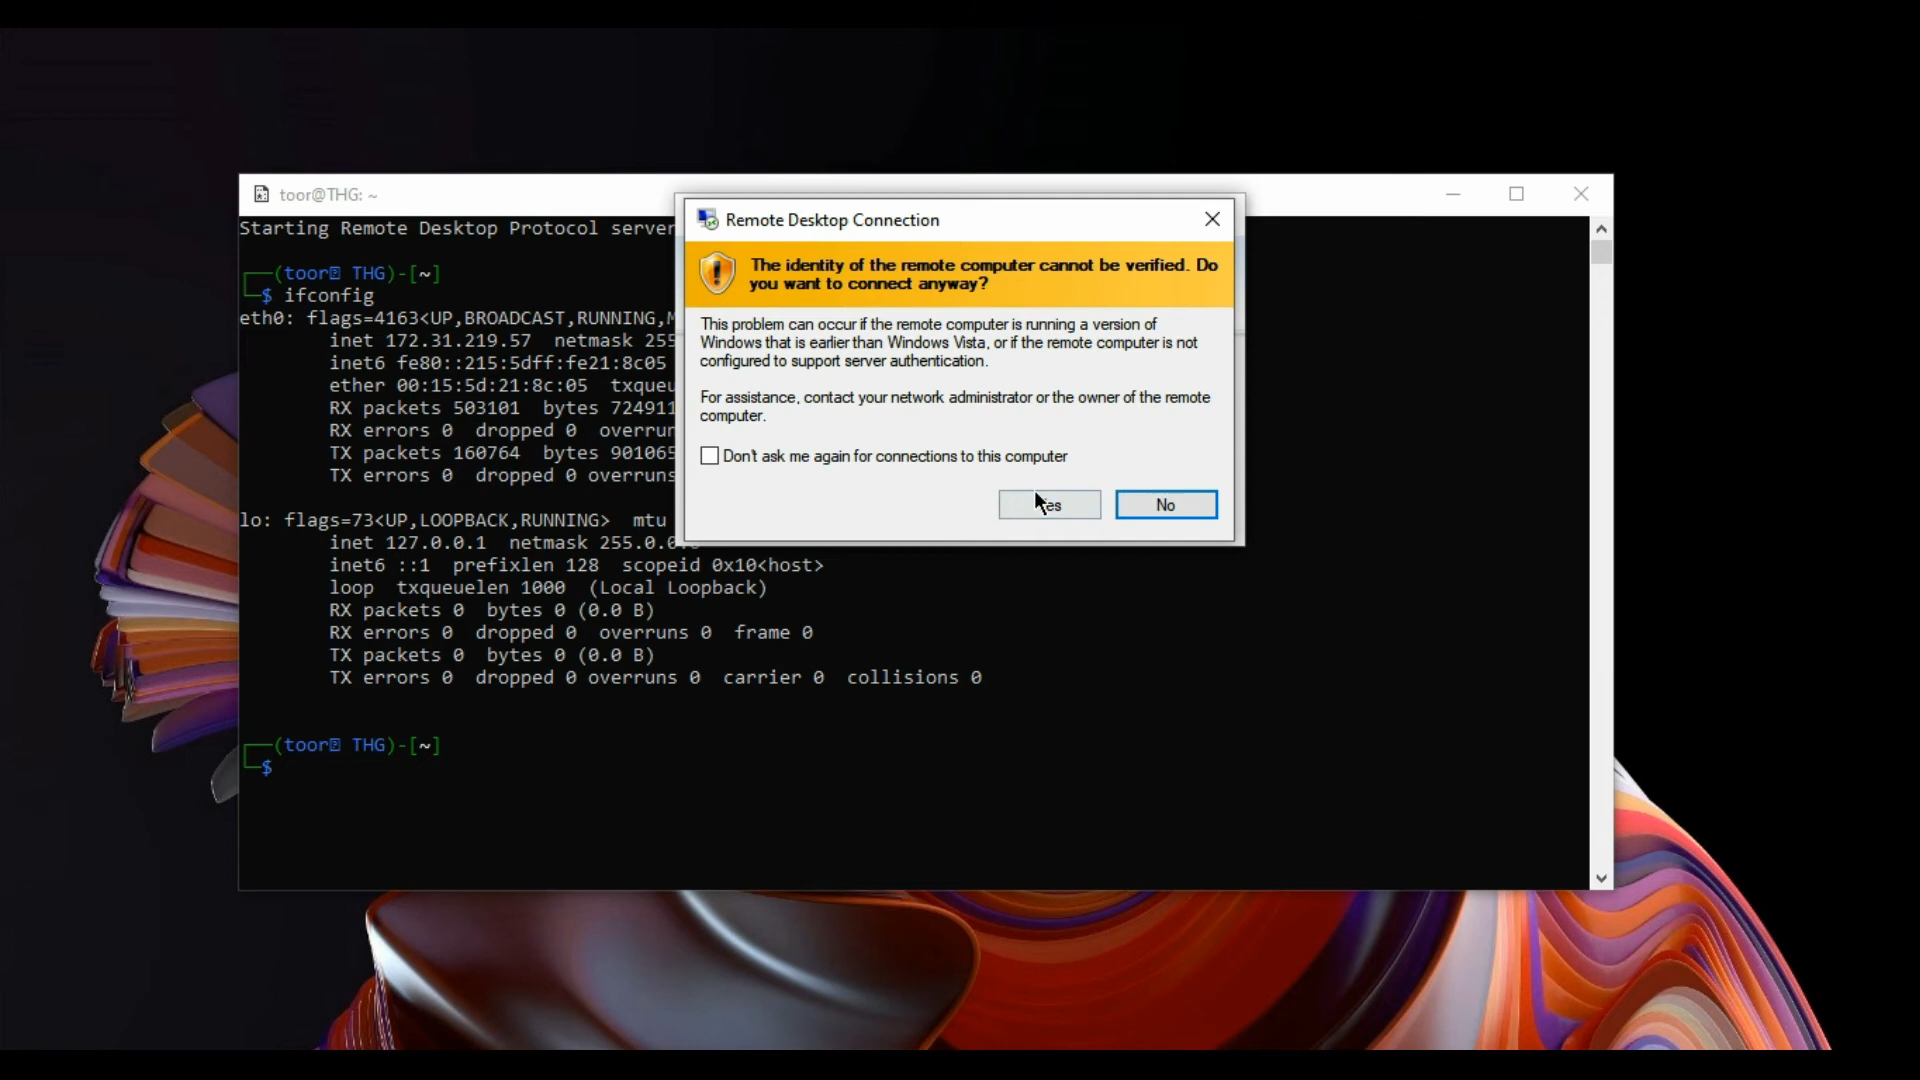 toor@THG: ~
Starting Remote Desktop Protocol server
┌──(toor⍰ THG)-[~]
└─$ ifconfig
eth0: flags=4163<UP,BROADCAST,RUNNING,M
inet 172.31.219.57 netmask 255
inet6 fe80::215:5dff:fe21:8c05
ether 00:15:5d:21:8c:05 txqueu
RX packets 503101 bytes 724911
RX errors 0 dropped 0 overrun
TX packets 160764 bytes 901065
TX errors 0 dropped 0 overruns
lo: flags=73<UP,LOOPBACK,RUNNING> mtu
inet 127.0.0.1 netmask 255.0.0.0
inet6 ::1 prefixlen 128 scopeid 0x10<host>
loop txqueuelen 1000 (Local Loopback)
RX packets 0 bytes 0 (0.0 B)
RX errors 0 dropped 0 overruns 0 frame 0
TX packets 0 bytes 0 (0.0 B)
TX errors 0 dropped 0 overruns 0 carrier 0 collisions 0
┌──(toor⍰ THG)-[~]
└─$
Remote Desktop Connection
The identity of the remote computer cannot be verified. Do
you want to connect anyway?
This problem can occur if the remote computer is running a version of
Windows that is earlier than Windows Vista, or if the remote computer is not
configured to support server authentication.
For assistance, contact your network administrator or the owner of the remote
computer.
Don't ask me again for connections to this computer
Yes
No